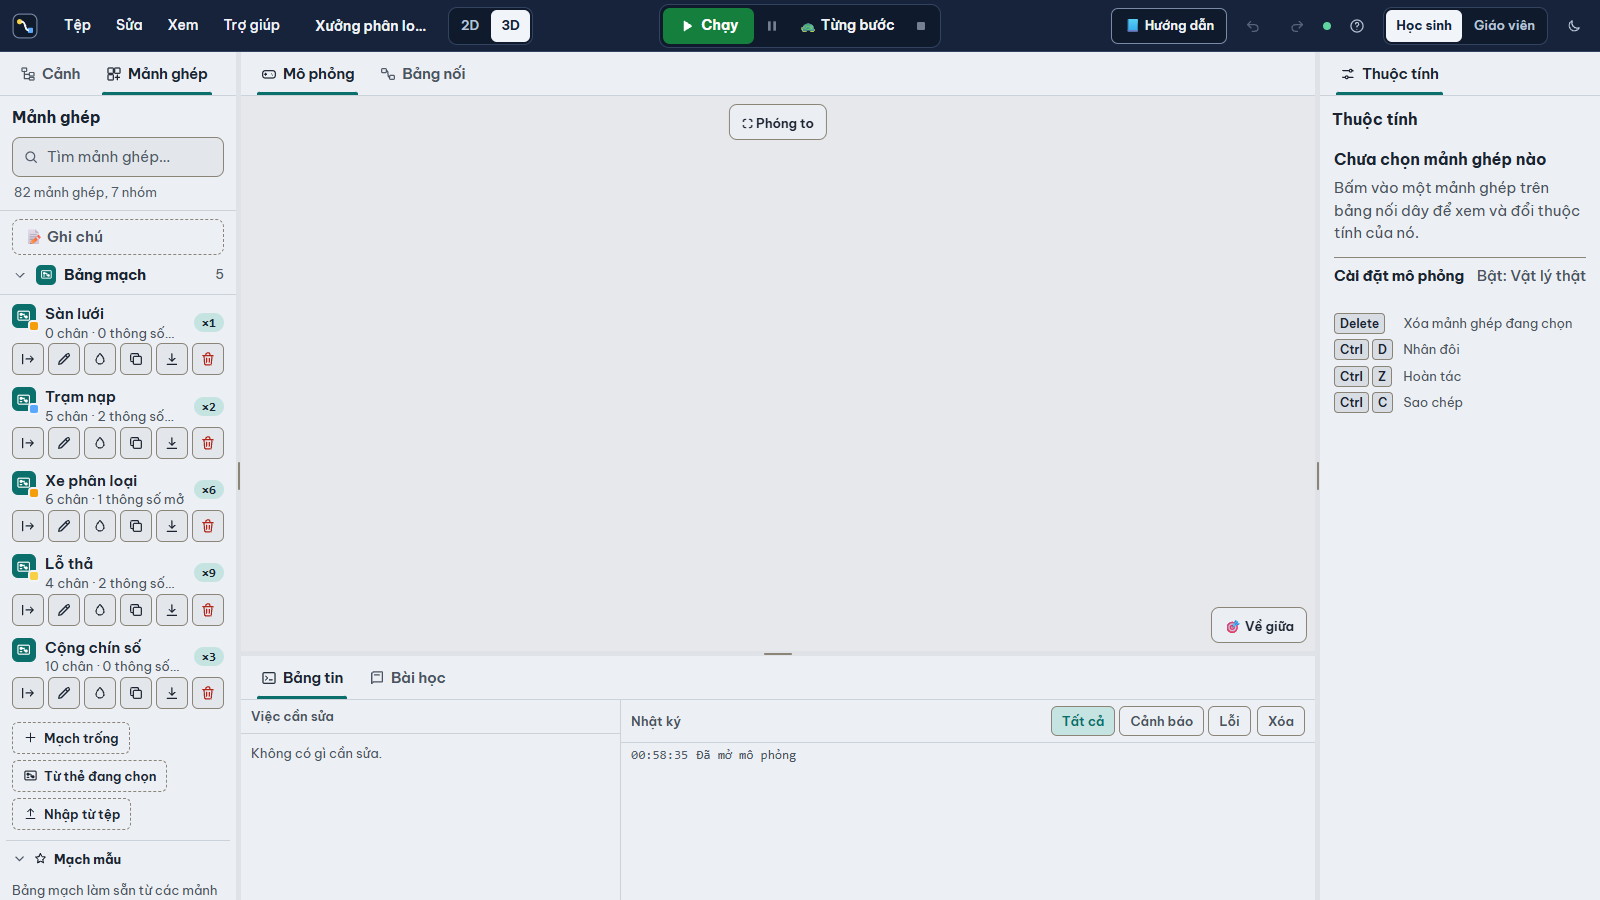 Tệp Sửa Xem Trợ giúp Xưởng phân lo... 2D 3D Chạy Từng bước Hướng dẫn Học sinh Giáo viên
Cảnh Mảnh ghép
Mảnh ghép
Tìm mảnh ghép...
82 mảnh ghép, 7 nhóm
Ghi chú
Bảng mạch 5
Sàn lưới
0 chân · 0 thông số... ×1
Trạm nạp
5 chân · 2 thông số... ×2
Xe phân loại
6 chân · 1 thông số mở ×6
Lỗ thả
4 chân · 2 thông số... ×9
Cộng chín số
10 chân · 0 thông số... ×3
Mạch trống
Từ thẻ đang chọn
Nhập từ tệp
Mạch mẫu
Bảng mạch làm sẵn từ các mảnh
Mô phỏng Bảng nối
Phóng to
Về giữa
Bảng tin Bài học
Việc cần sửa
Không có gì cần sửa.
Nhật ký Tất cả Cảnh báo Lỗi Xóa
00:58:35 Đã mở mô phỏng
Thuộc tính
Thuộc tính
Chưa chọn mảnh ghép nào
Bấm vào một mảnh ghép trên
bảng nối dây để xem và đổi thuộc
tính của nó.
Cài đặt mô phỏng Bật: Vật lý thật
Delete Xóa mảnh ghép đang chọn
Ctrl D Nhân đôi
Ctrl Z Hoàn tác
Ctrl C Sao chép